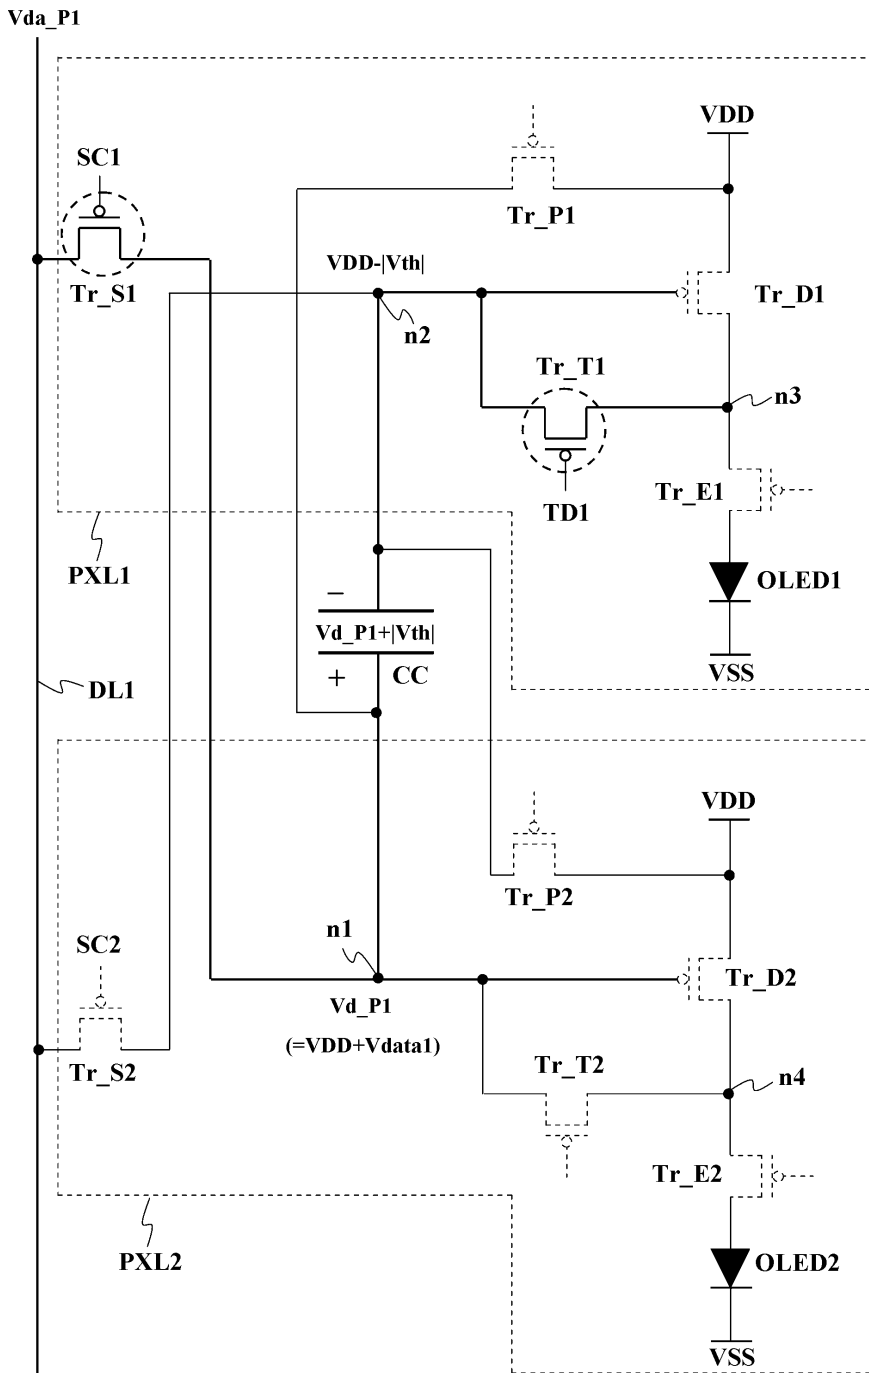 Vda_P1
VDD
SC1
Tr_P1
VDD-|Vth|
Tr_S1
Tr_D1
n2
Tr_T1
n3
Tr_E1
TD1
PXL1
OLED1
−
Vd_P1+|Vth|
+
CC
VSS
DL1
VDD
Tr_P2
n1
SC2
Tr_D2
Vd_P1
(=VDD+Vdata1)
Tr_S2
Tr_T2
n4
Tr_E2
PXL2
OLED2
VSS